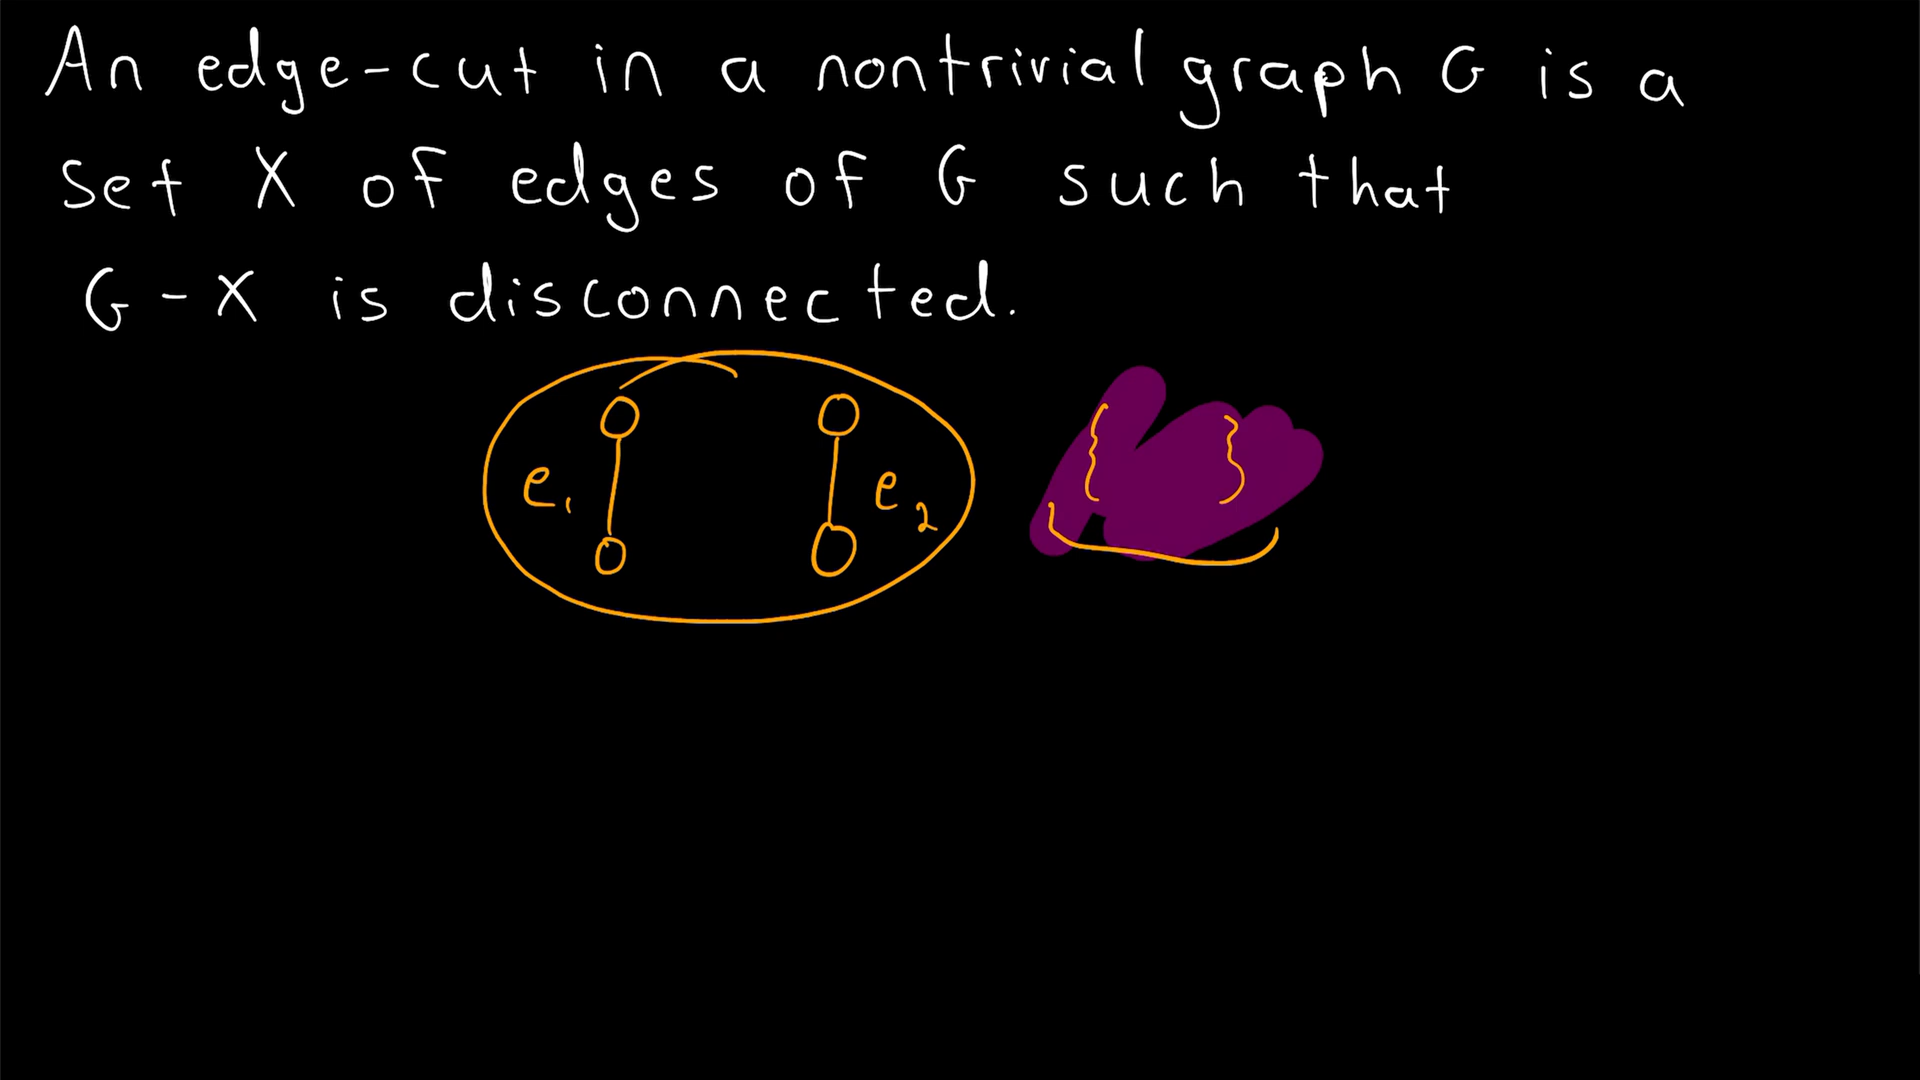 An edge-cut in a nontrivial graph G is a
set X of edges of G such that
G-X is disconnected.
e₁ e₂ { }